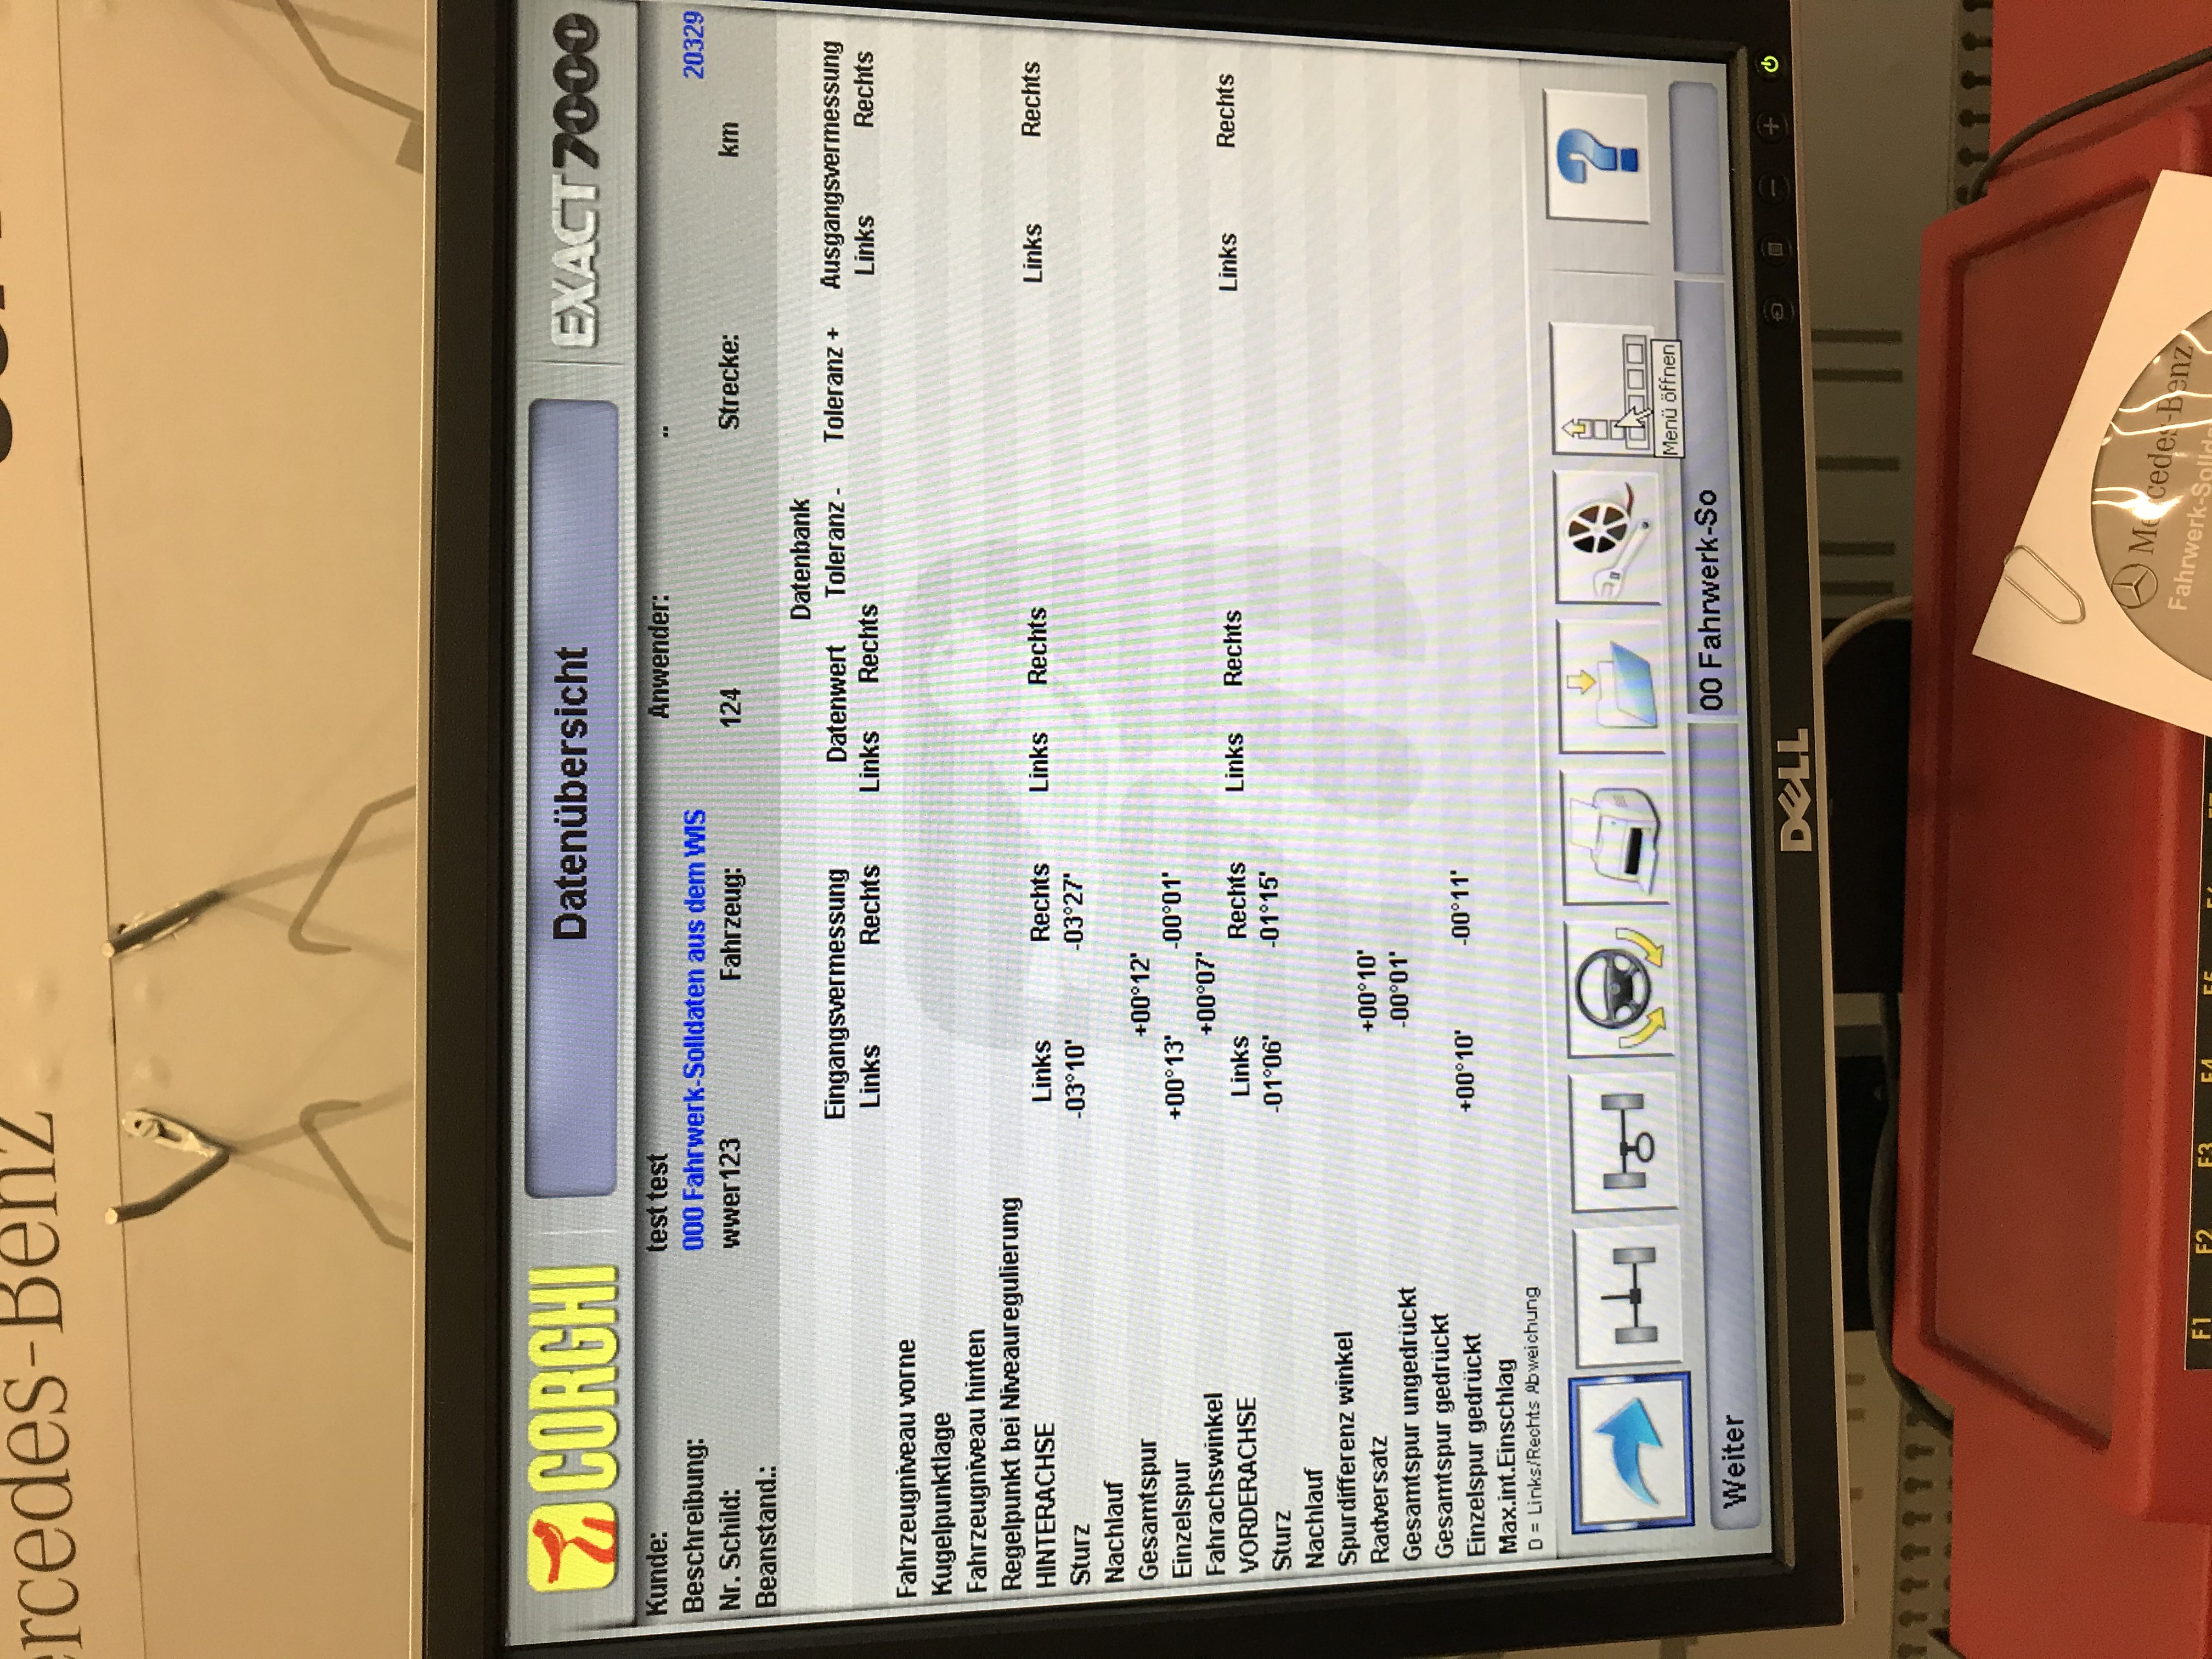 rcedes-Benz
CORGHI
Datenübersicht
EXACT7000
Kunde: test test Anwender: ..
Beschreibung: 000 Fahrwerk-Solldaten aus dem WIS 20329
Nr. Schild: wwer123 Fahrzeug: 124 Strecke: km
Beanstand.:
Datenbank
Eingangsvermessung Datenwert Toleranz - Toleranz + Ausgangsvermessung
Links Rechts Links Rechts Links Rechts
Fahrzeugniveau vorne
Kugelpunktlage
Fahrzeugniveau hinten
Regelpunkt bei Niveauregulierung
HINTERACHSE Links Rechts Links Rechts Links Rechts
Sturz -03°10' -03°27'
Nachlauf
Gesamtspur +00°12'
Einzelspur +00°13' -00°01'
Fahrachswinkel +00°07'
VORDERACHSE Links Rechts Links Rechts Links Rechts
Sturz -01°06' -01°15'
Nachlauf
Spurdifferenz winkel
Radversatz +00°10'
Gesamtspur ungedrückt -00°01'
Gesamtspur gedrückt
Einzelspur gedrückt +00°10' -00°11'
Max.int.Einschlag
D = Links/Rechts Abweichung
?
Menü öffnen
Weiter
00 Fahrwerk-So
DELL
Mercedes-Benz
Fahrwerk-Sollda
F1 F2 F3 F4 F5